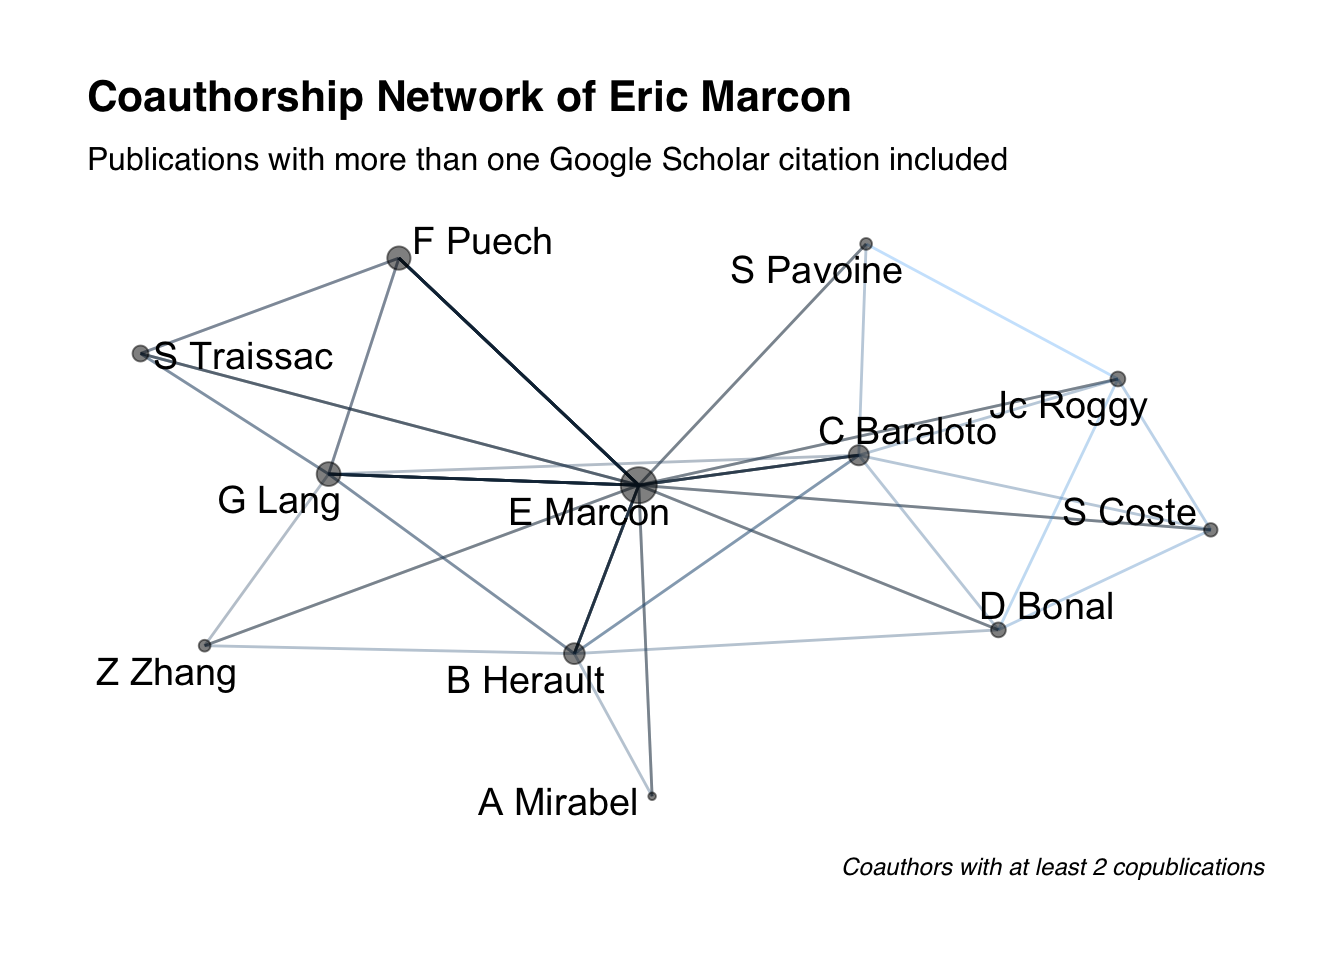 Coauthorship Network of Eric Marcon
Publications with more than one Google Scholar citation included
F Puech
S Pavoine
S Traissac
Jc Roggy
C Baraloto
G Lang
E Marcon
S Coste
D Bonal
Z Zhang
B Herault
A Mirabel
Coauthors with at least 2 copublications